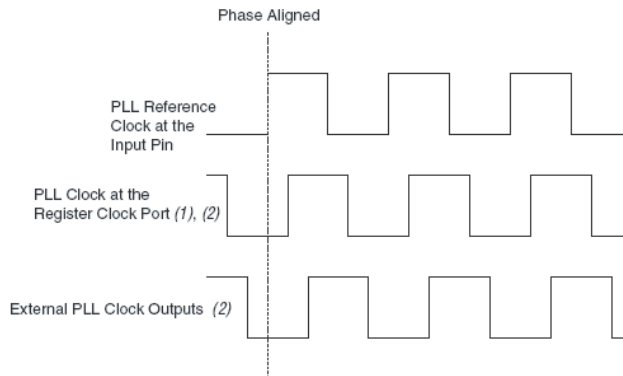 Phase Aligned
PLL Reference
Clock at the
Input Pin
PLL Clock at the
Register Clock Port (1), (2)
External PLL Clock Outputs (2)